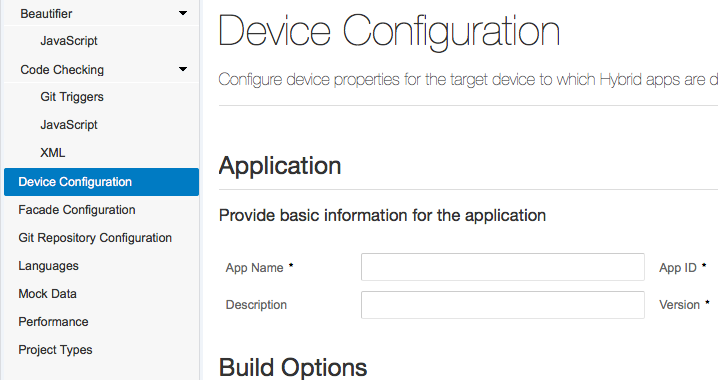 Beautifier
JavaScript
Code Checking
Git Triggers
JavaScript
XML
Device Configuration
Facade Configuration
Git Repository Configuration
Languages
Mock Data
Performance
Project Types
Device Configuration
Configure device properties for the target device to which Hybrid apps are d
Application
Provide basic information for the application
App Name *
App ID *
Description
Version *
Build Options